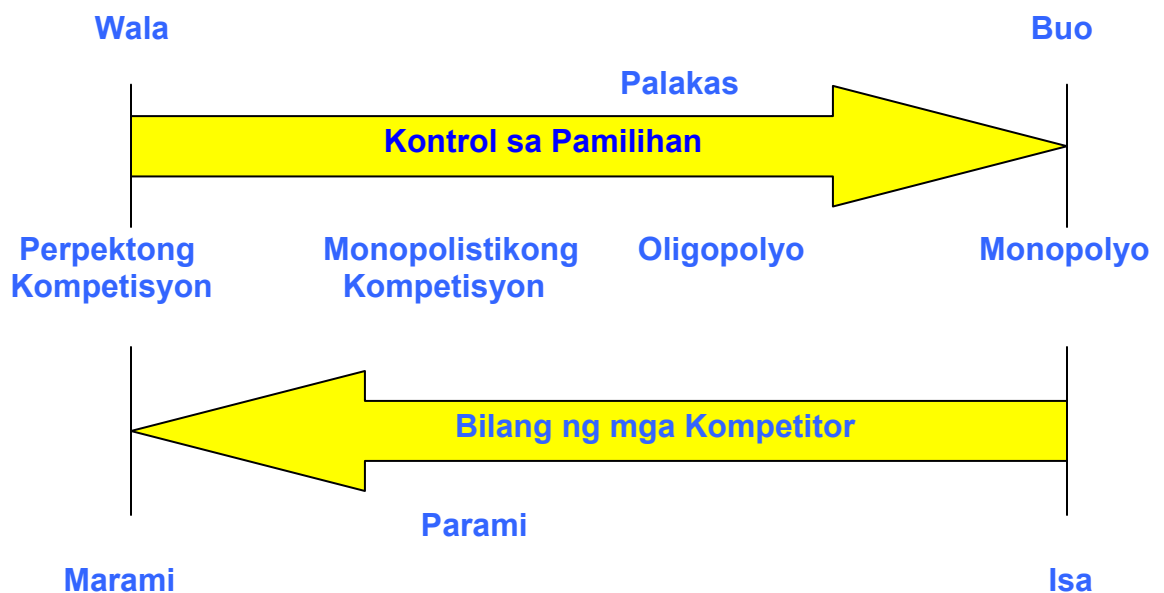 Wala
Buo
Palakas
Kontrol sa Pamilihan
Perpektong
Kompetisyon
Monopolistikong
Kompetisyon
Oligopolyo
Monopolyo
Bilang ng mga Kompetitor
Parami
Marami
Isa